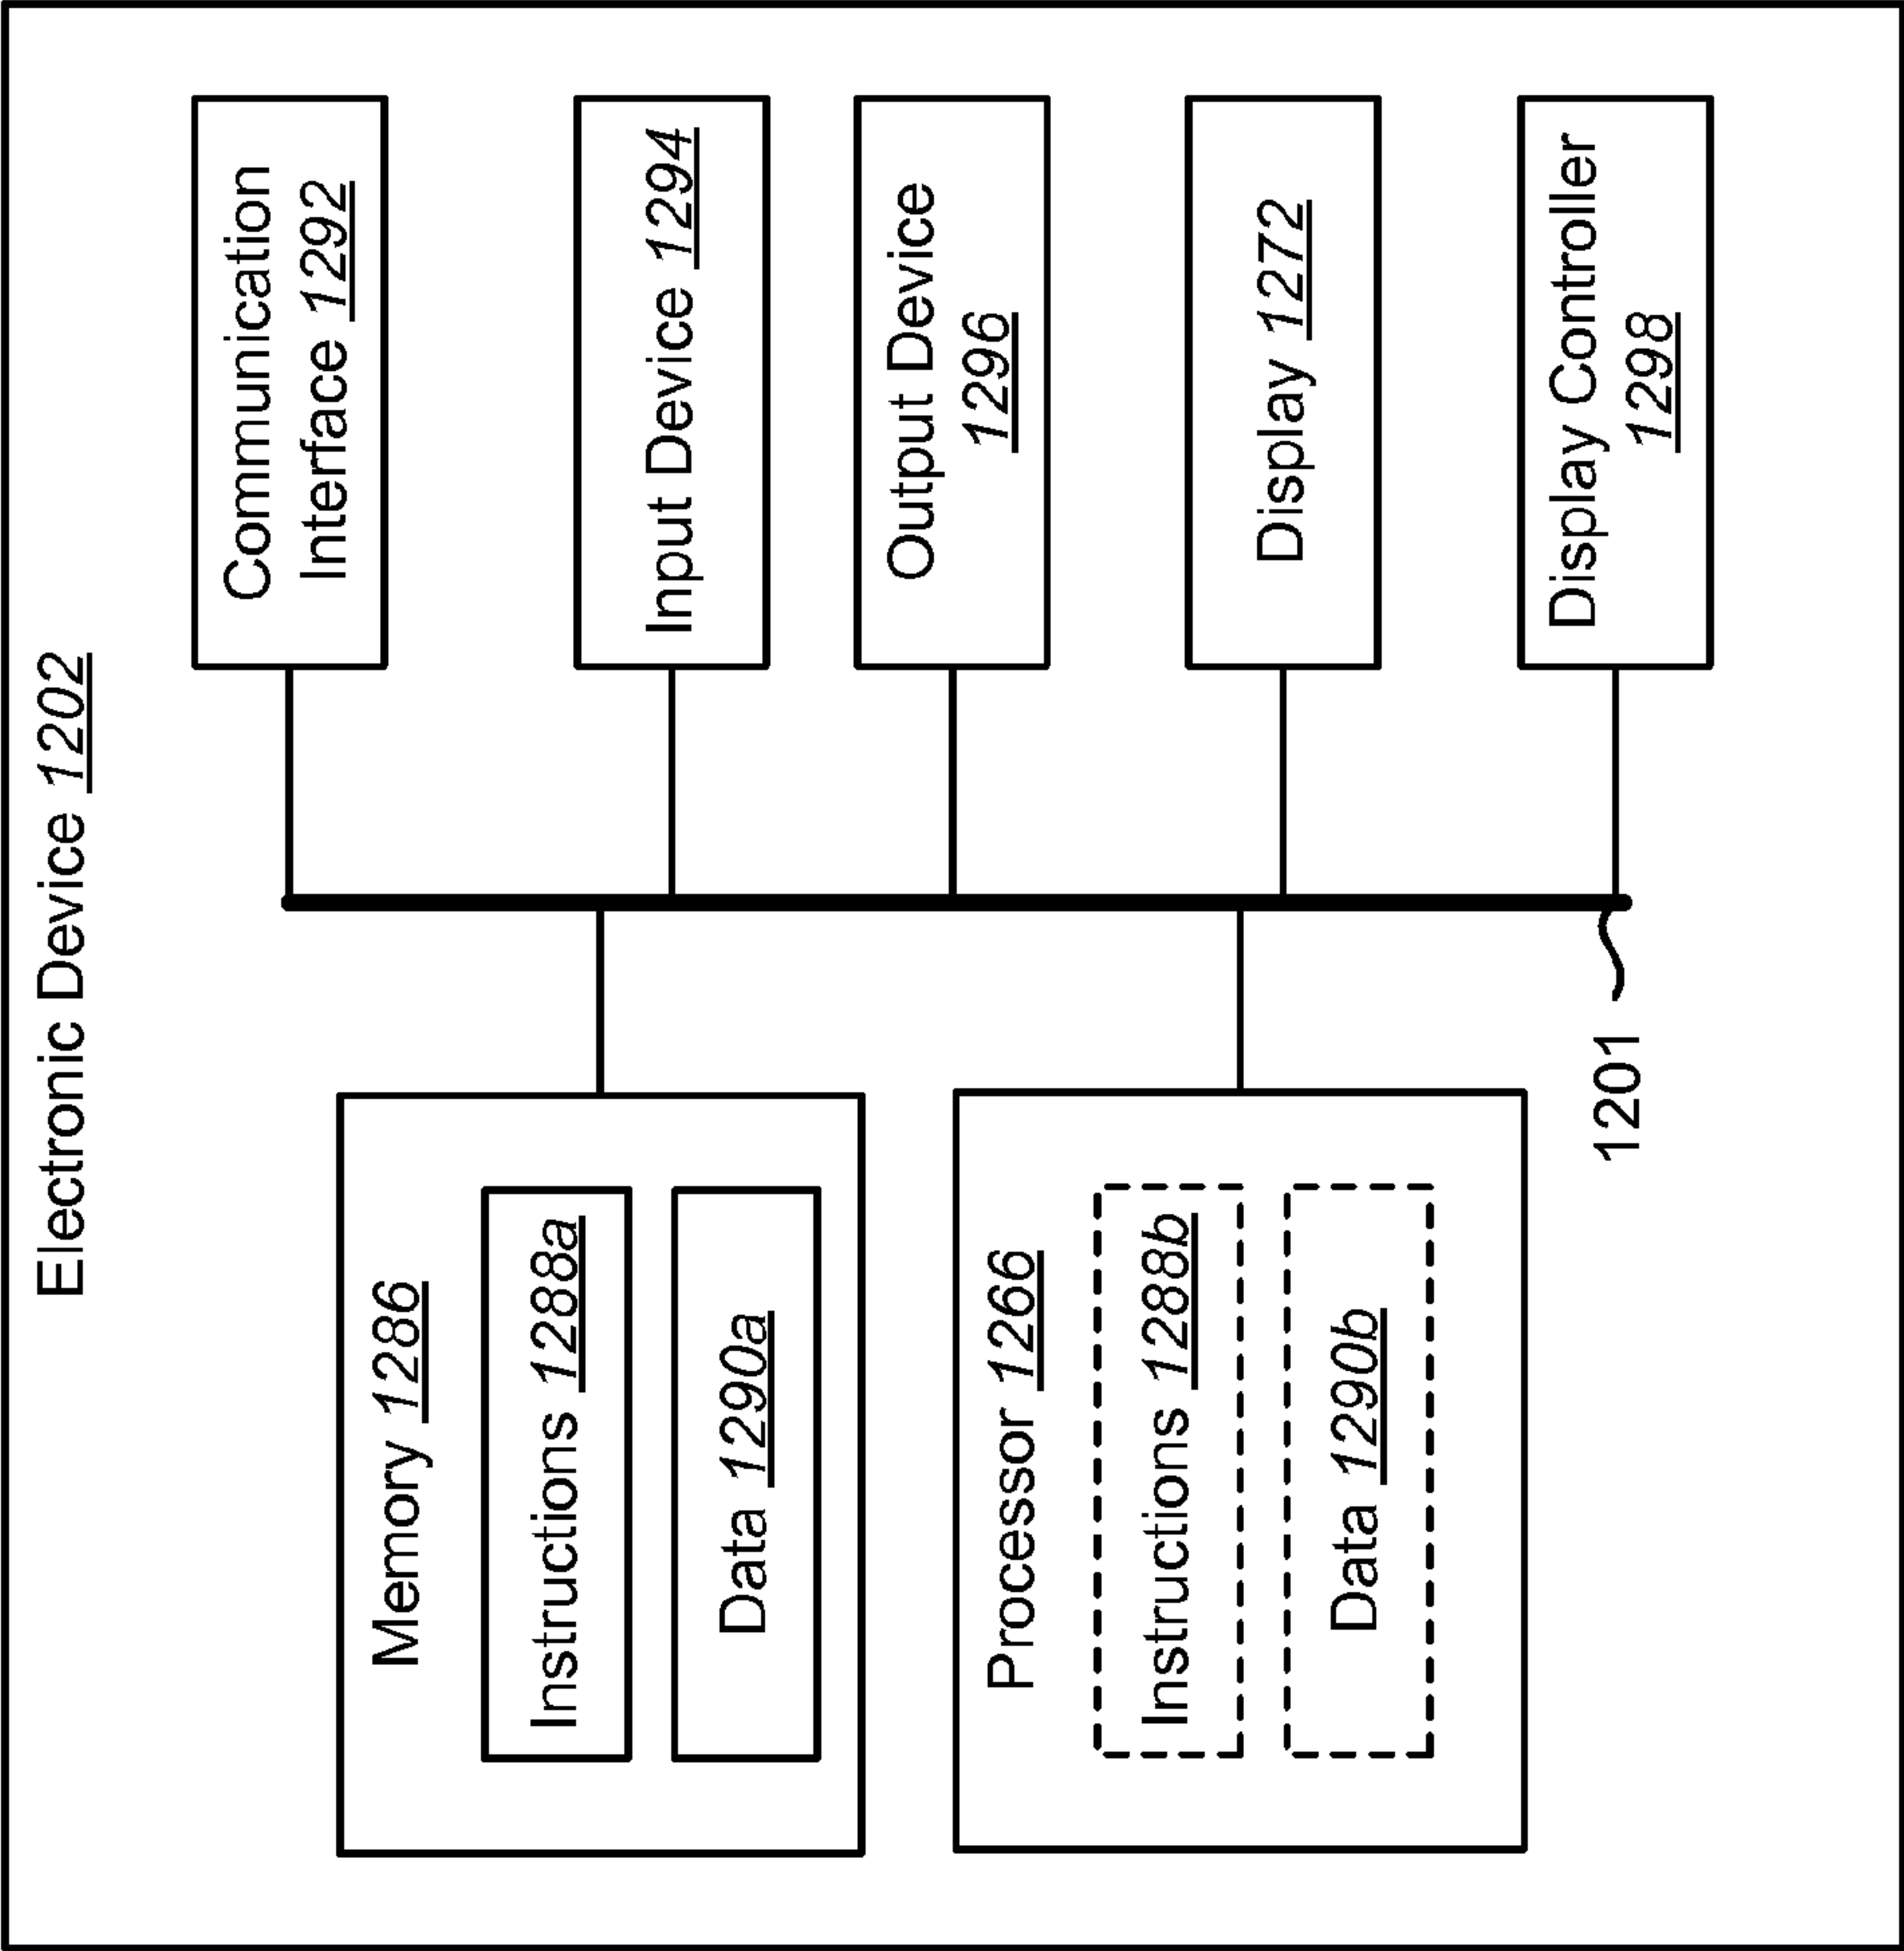 Electronic Device 1202
Memory 1286
Instructions 1288a
Data 1290a
Processor 1266
Instructions 1288b
Data 1290b
1201
Communication
Interface 1292
Input Device 1294
Output Device
1296
Display 1272
Display Controller
1298